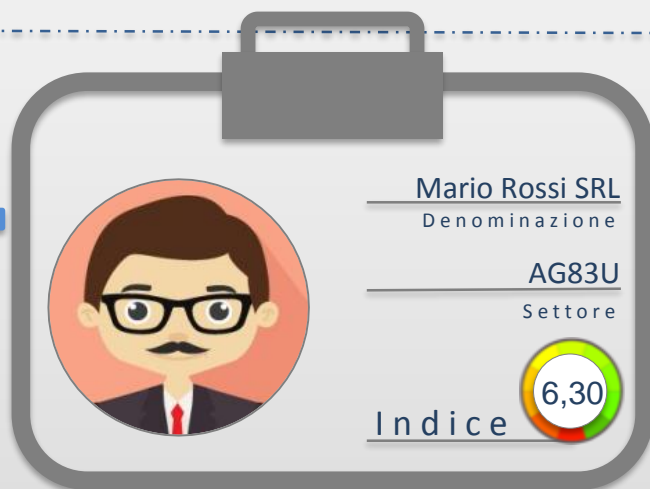 Mario Rossi SRL
Denominazione
AG83U
Settore
Indice 6,30